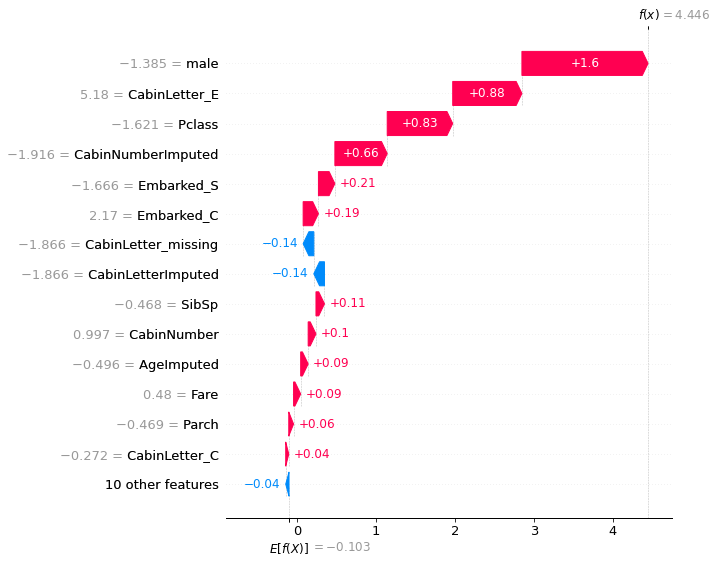 f(x) = 4.446
−1.385 = male
+1.6
5.18 = CabinLetter_E
+0.88
−1.621 = Pclass
+0.83
−1.916 = CabinNumberImputed
+0.66
−1.666 = Embarked_S
+0.21
2.17 = Embarked_C
+0.19
−1.866 = CabinLetter_missing
−0.14
−1.866 = CabinLetterImputed
−0.14
−0.468 = SibSp
+0.11
0.997 = CabinNumber
+0.1
−0.496 = AgeImputed
+0.09
0.48 = Fare
+0.09
−0.469 = Parch
+0.06
−0.272 = CabinLetter_C
+0.04
10 other features
−0.04
0 1 2 3 4
E[f(X)] = −0.103